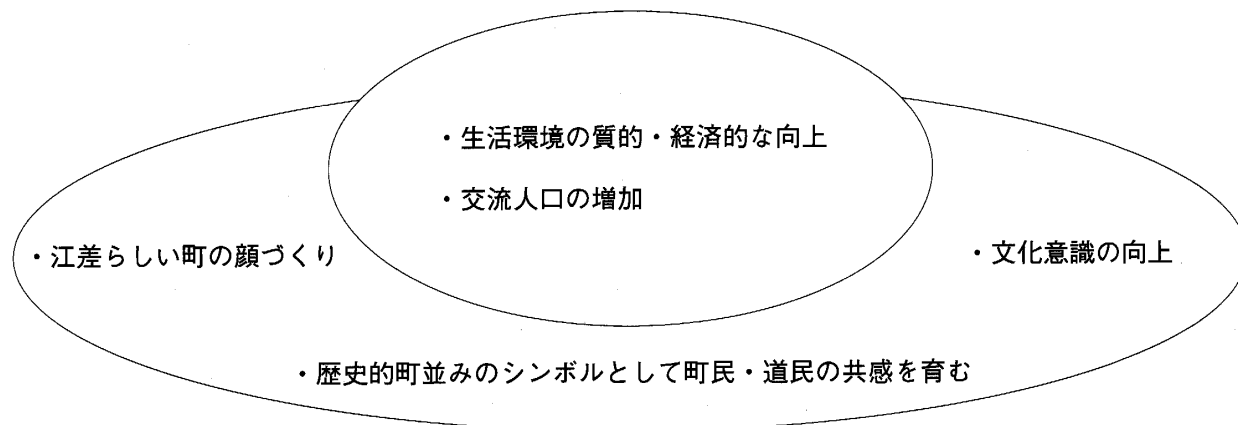 ・生活環境の質的・経済的な向上
・交流人口の増加
・江差らしい町の顔づくり
・文化意識の向上
・歴史的町並みのシンボルとして町民・道民の共感を育む